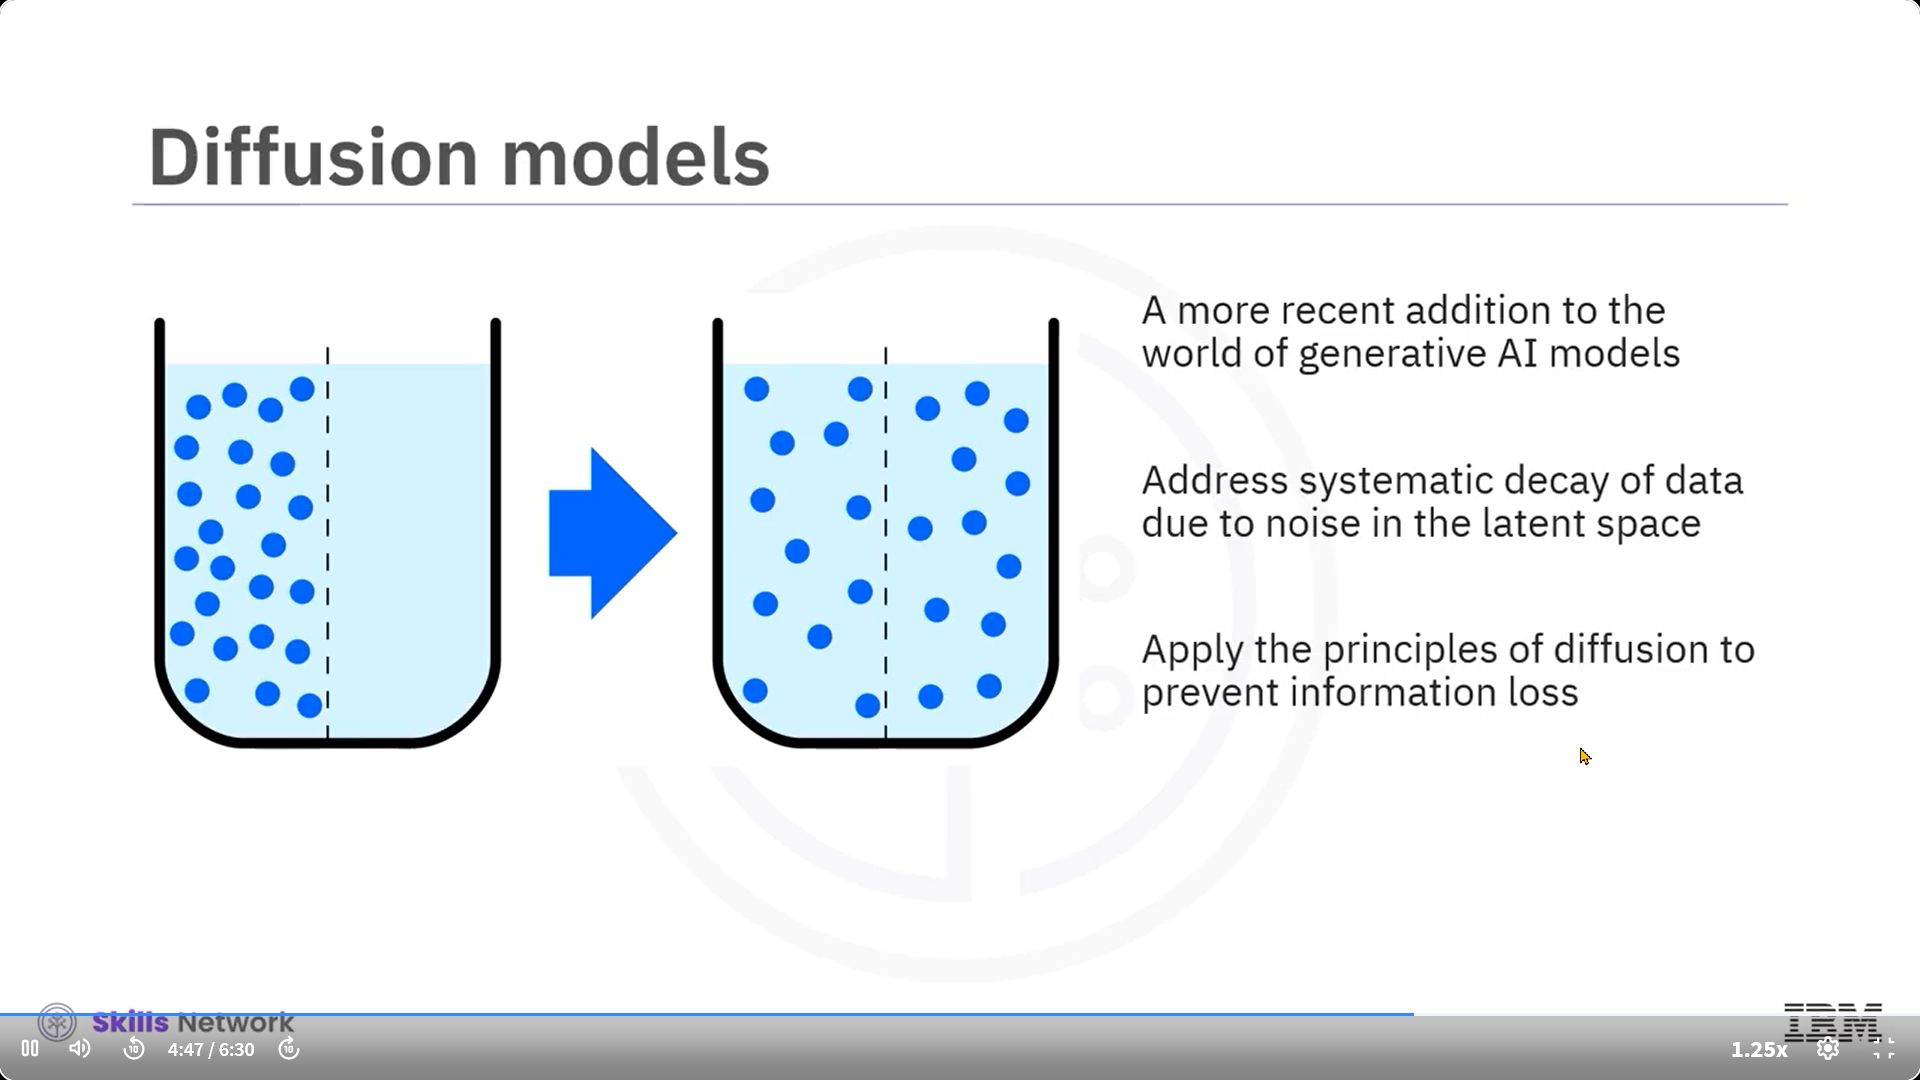 Diffusion models
A more recent addition to the
world of generative AI models
Address systematic decay of data
due to noise in the latent space
Apply the principles of diffusion to
prevent information loss
Skills Network
IBM
10
4:47 / 6:30
10
1.25x